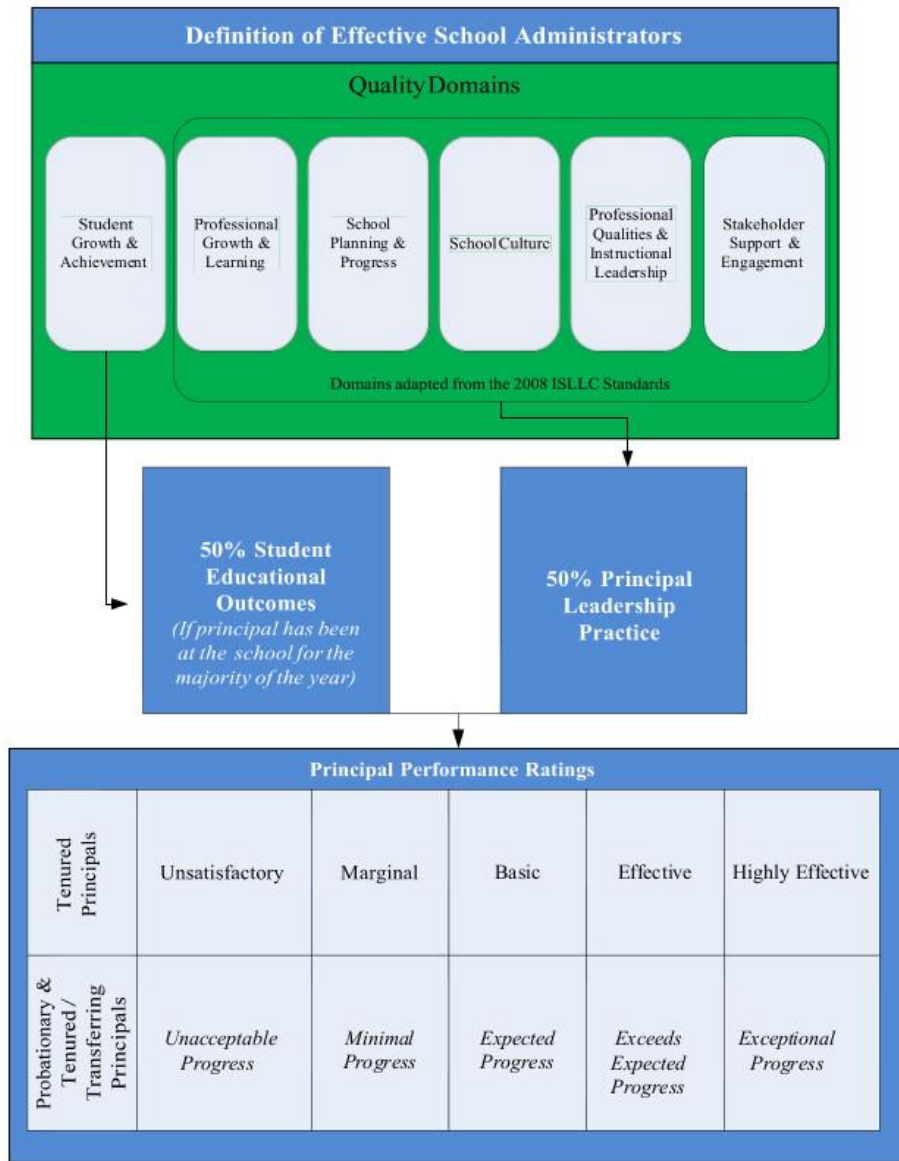 Definition of Effective School Administrators
Quality Domains
Student
Growth &
Achievement
Professional
Growth &
Learning
School
Planning &
Progress
School Culture
Professional
Qualities &
Instructional
Leadership
Stakeholder
Support &
Engagement
Domains adapted from the 2008 ISLLC Standards
50% Student
Educational
Outcomes
(If principal has been
at the school for the
majority of the year)
50% Principal
Leadership
Practice
Principal Performance Ratings
Tenured
Principals
Unsatisfactory
Marginal
Basic
Effective
Highly Effective
Probationary &
Tenured /
Transferring
Principals
Unacceptable
Progress
Minimal
Progress
Expected
Progress
Exceeds
Expected
Progress
Exceptional
Progress